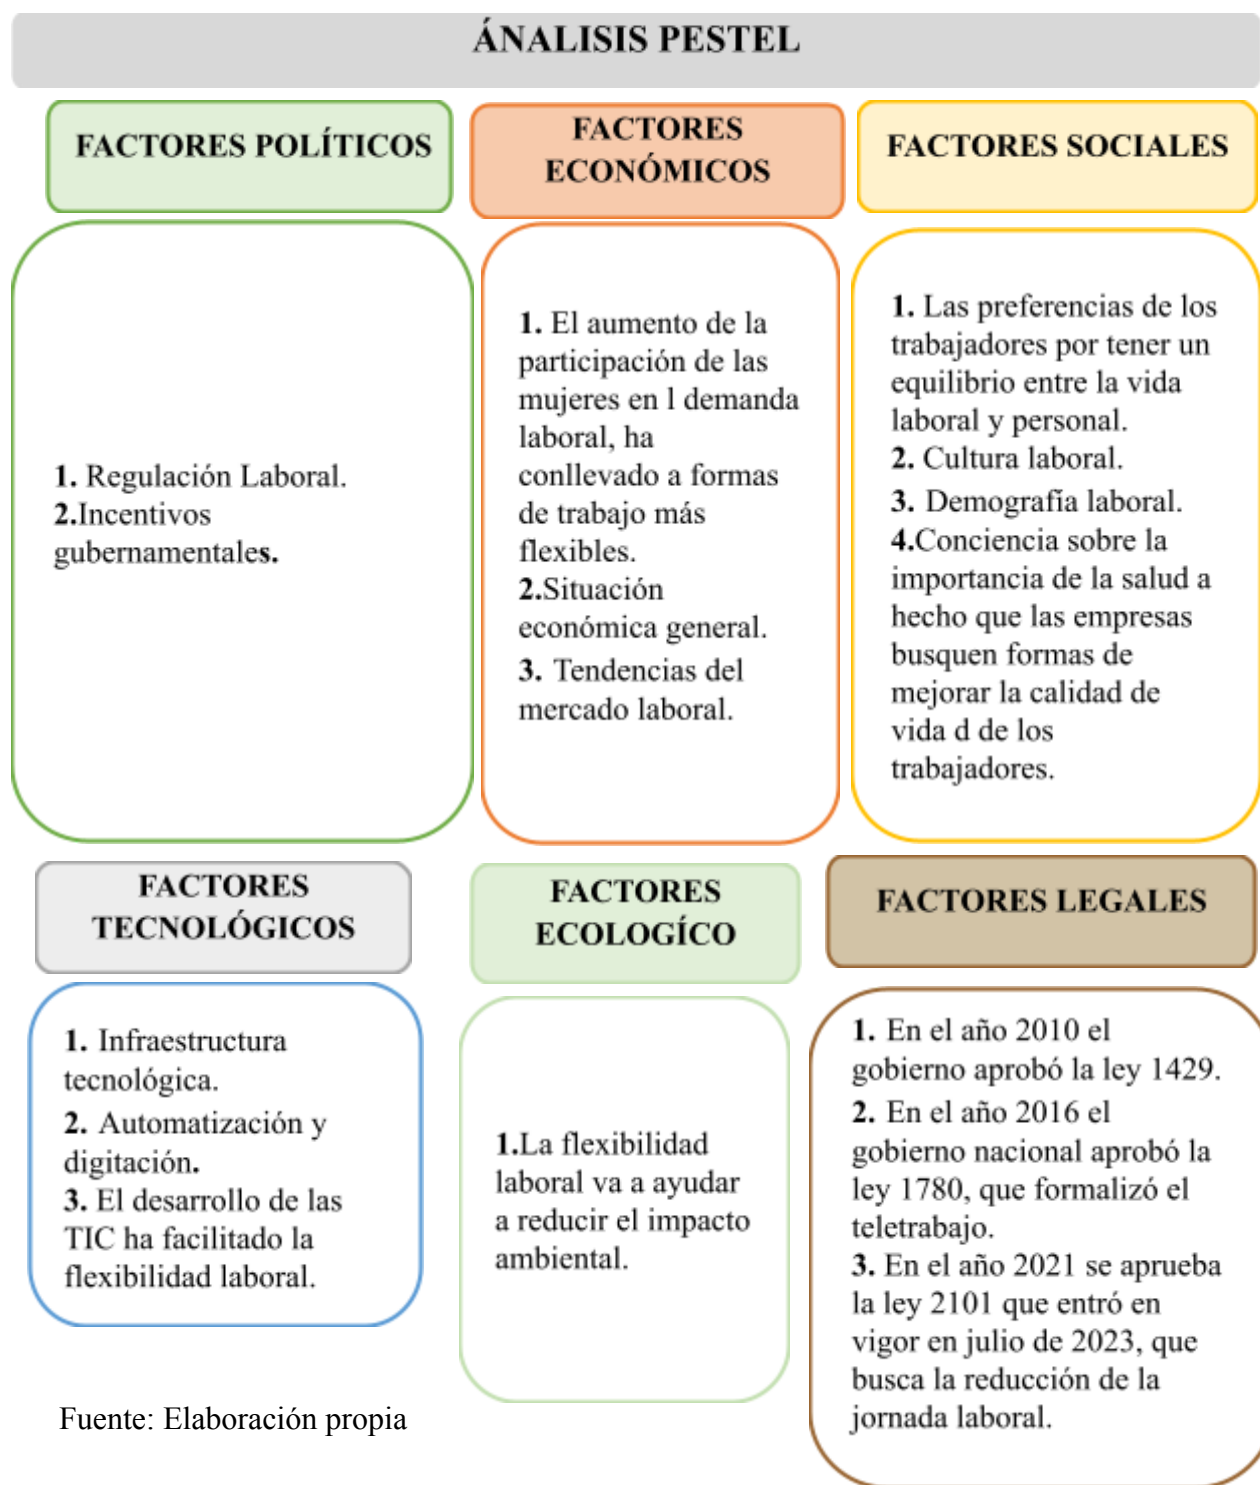 ÁNALISIS PESTEL
FACTORES POLÍTICOS
1. Regulación Laboral.
2.Incentivos
gubernamentales.
FACTORES
ECONÓMICOS
1. El aumento de la
participación de las
mujeres en l demanda
laboral, ha
conllevado a formas
de trabajo más
flexibles.
2.Situación
económica general.
3. Tendencias del
mercado laboral.
FACTORES SOCIALES
1. Las preferencias de los
trabajadores por tener un
equilibrio entre la vida
laboral y personal.
2. Cultura laboral.
3. Demografía laboral.
4.Conciencia sobre la
importancia de la salud a
hecho que las empresas
busquen formas de
mejorar la calidad de
vida d de los
trabajadores.
FACTORES
TECNOLÓGICOS
1. Infraestructura
tecnológica.
2. Automatización y
digitación.
3. El desarrollo de las
TIC ha facilitado la
flexibilidad laboral.
FACTORES
ECOLOGÍCO
1.La flexibilidad
laboral va a ayudar
a reducir el impacto
ambiental.
FACTORES LEGALES
1. En el año 2010 el
gobierno aprobó la ley 1429.
2. En el año 2016 el
gobierno nacional aprobó la
ley 1780, que formalizó el
teletrabajo.
3. En el año 2021 se aprueba
la ley 2101 que entró en
vigor en julio de 2023, que
busca la reducción de la
jornada laboral.
Fuente: Elaboración propia